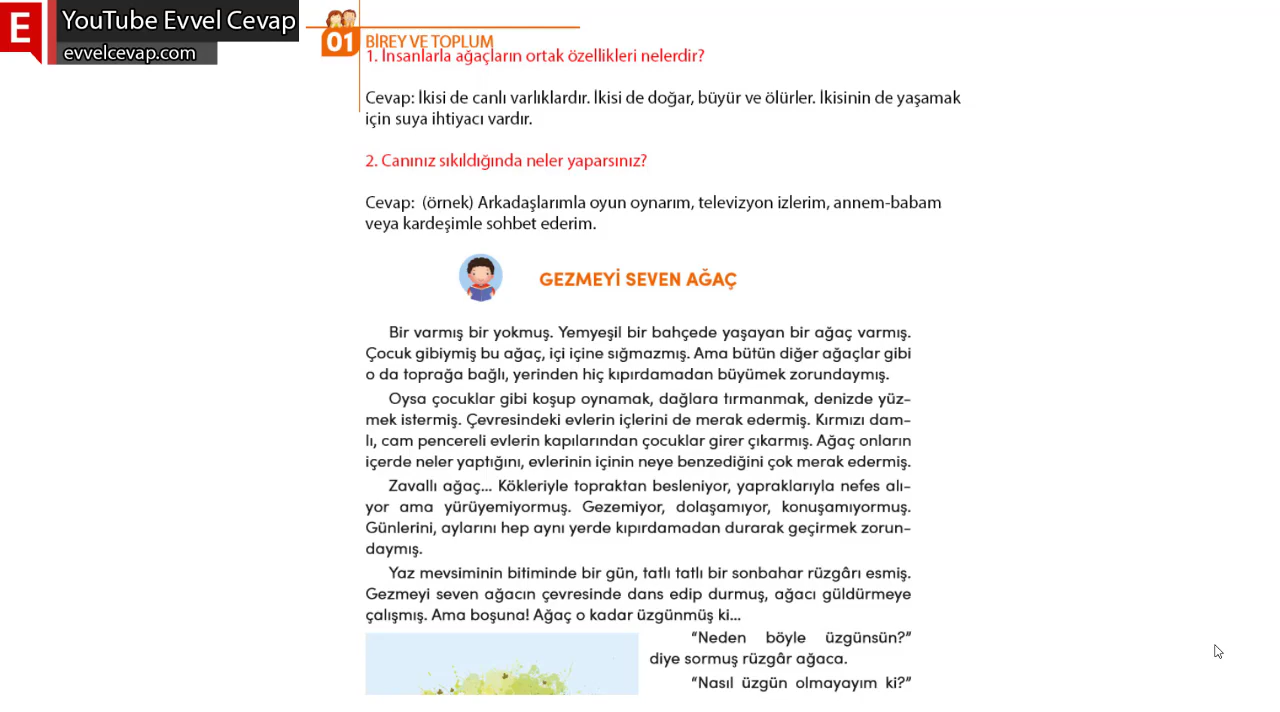 E
YouTube Evvel Cevap
evvelcevap.com
01
BİREY VE TOPLUM
1. İnsanlarla ağaçların ortak özellikleri nelerdir?
Cevap: İkisi de canlı varlıklardır. İkisi de doğar, büyür ve ölürler. İkisinin de yaşamak
için suya ihtiyacı vardır.
2. Canınız sıkıldığında neler yaparsınız?
Cevap: (örnek) Arkadaşlarımla oyun oynarım, televizyon izlerim, annem-babam
veya kardeşimle sohbet ederim.
GEZMEYİ SEVEN AĞAÇ
Bir varmış bir yokmuş. Yemyeşil bir bahçede yaşayan bir ağaç varmış.
Çocuk gibiymiş bu ağaç, içi içine sığmazmış. Ama bütün diğer ağaçlar gibi
o da toprağa bağlı, yerinden hiç kıpırdamadan büyümek zorundaymış.
Oysa çocuklar gibi koşup oynamak, dağlara tırmanmak, denizde yüz-
mek istermiş. Çevresindeki evlerin içlerini de merak edermiş. Kırmızı dam-
lı, cam pencereli evlerin kapılarından çocuklar girer çıkarmış. Ağaç onların
içerde neler yaptığını, evlerinin içinin neye benzediğini çok merak edermiş.
Zavallı ağaç... Kökleriyle topraktan besleniyor, yapraklarıyla nefes alı-
yor ama yürüyemiyormuş. Gezemiyor, dolaşamıyor, konuşamıyormuş.
Günlerini, aylarını hep aynı yerde kıpırdamadan durarak geçirmek zorun-
daymış.
Yaz mevsiminin bitiminde bir gün, tatlı tatlı bir sonbahar rüzgârı esmiş.
Gezmeyi seven ağacın çevresinde dans edip durmuş, ağacı güldürmeye
çalışmış. Ama boşuna! Ağaç o kadar üzgünmüş ki...
“Neden böyle üzgünsün?”
diye sormuş rüzgâr ağaca.
“Nasıl üzgün olmayayım ki?”